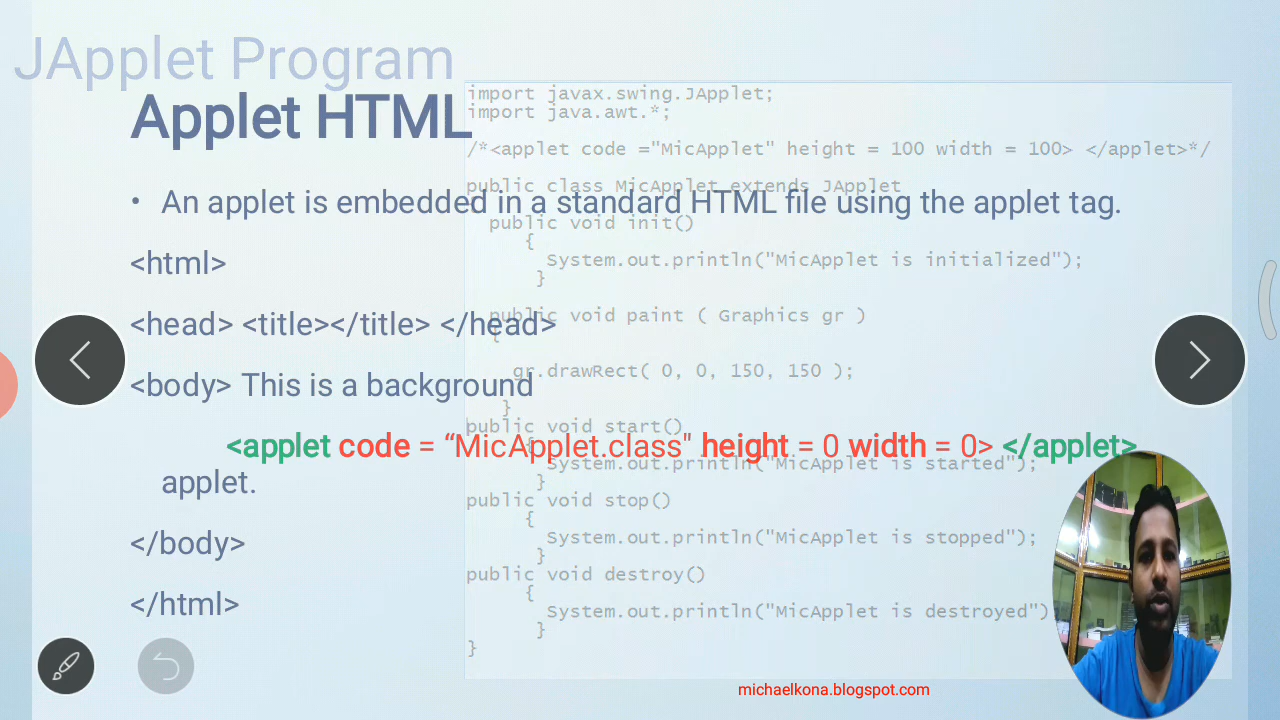 JApplet Program
Applet HTML
• An applet is embedded in a standard HTML file using the applet tag.
<html>
<head> <title></title> </head>
<body> This is a background
<applet code = “MicApplet.class" height = 0 width = 0> </applet>
applet.
</body>
</html>
import javax.swing.JApplet;
import java.awt.*;
/*<applet code ="MicApplet" height = 100 width = 100> </applet>*/
public class MicApplet extends JApplet
public void init()
{
System.out.println("MicApplet is initialized");
}
public void paint ( Graphics gr )
{
gr.drawRect( 0, 0, 150, 150 );
}
public void start()
{
System.out.println("MicApplet is started");
}
public void stop()
{
System.out.println("MicApplet is stopped");
}
public void destroy()
{
System.out.println("MicApplet is destroyed")
}
}
michaelkona.blogspot.com